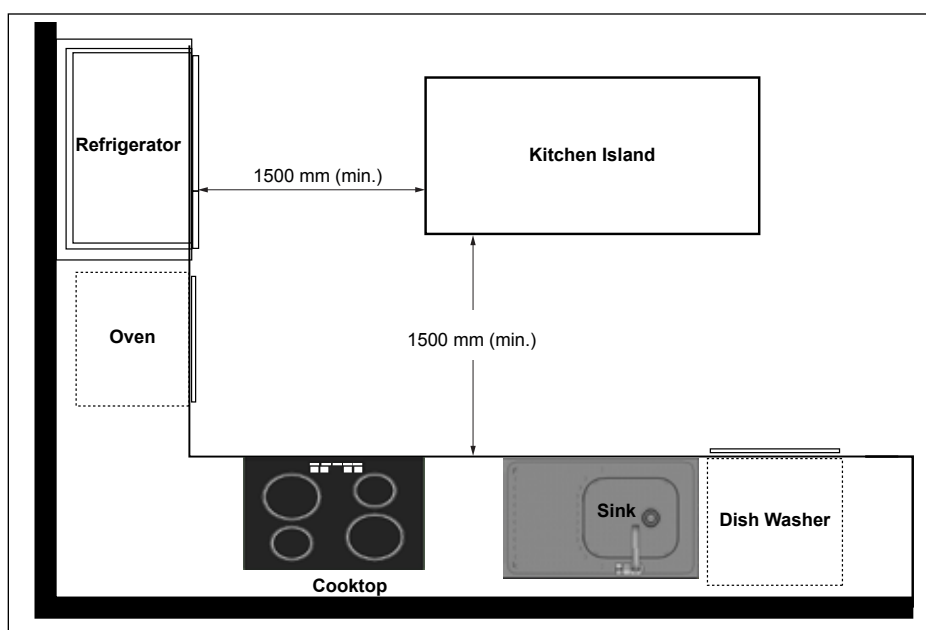 Refrigerator
Kitchen Island
1500 mm (min.)
Oven
1500 mm (min.)
Sink
Dish Washer
Cooktop